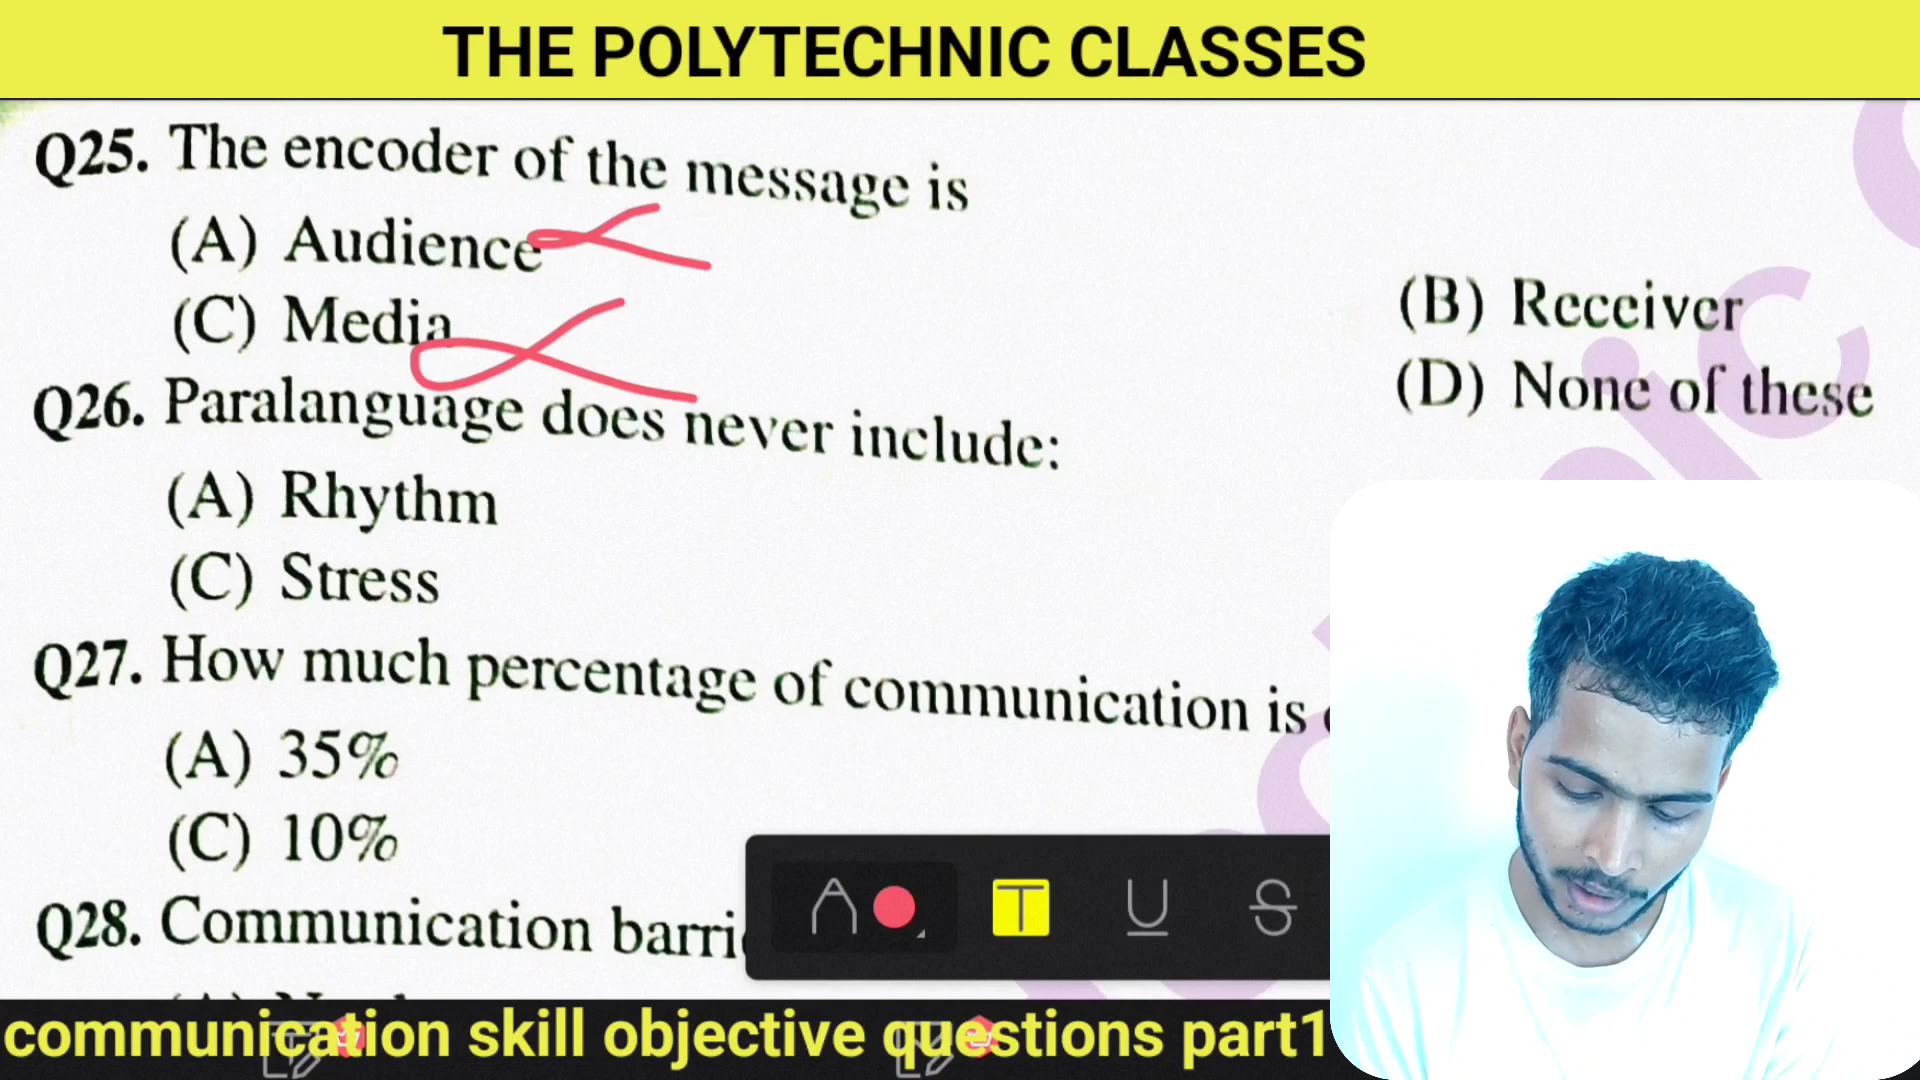 THE POLYTECHNIC CLASSES
Q25. The encoder of the message is
(A) Audience
(B) Receiver
(C) Media
(D) None of these
Q26. Paralanguage does never include:
(A) Rhythm
(C) Stress
Q27. How much percentage of communication is
(A) 35%
(C) 10%
Q28. Communication
communication skill objective questions part1